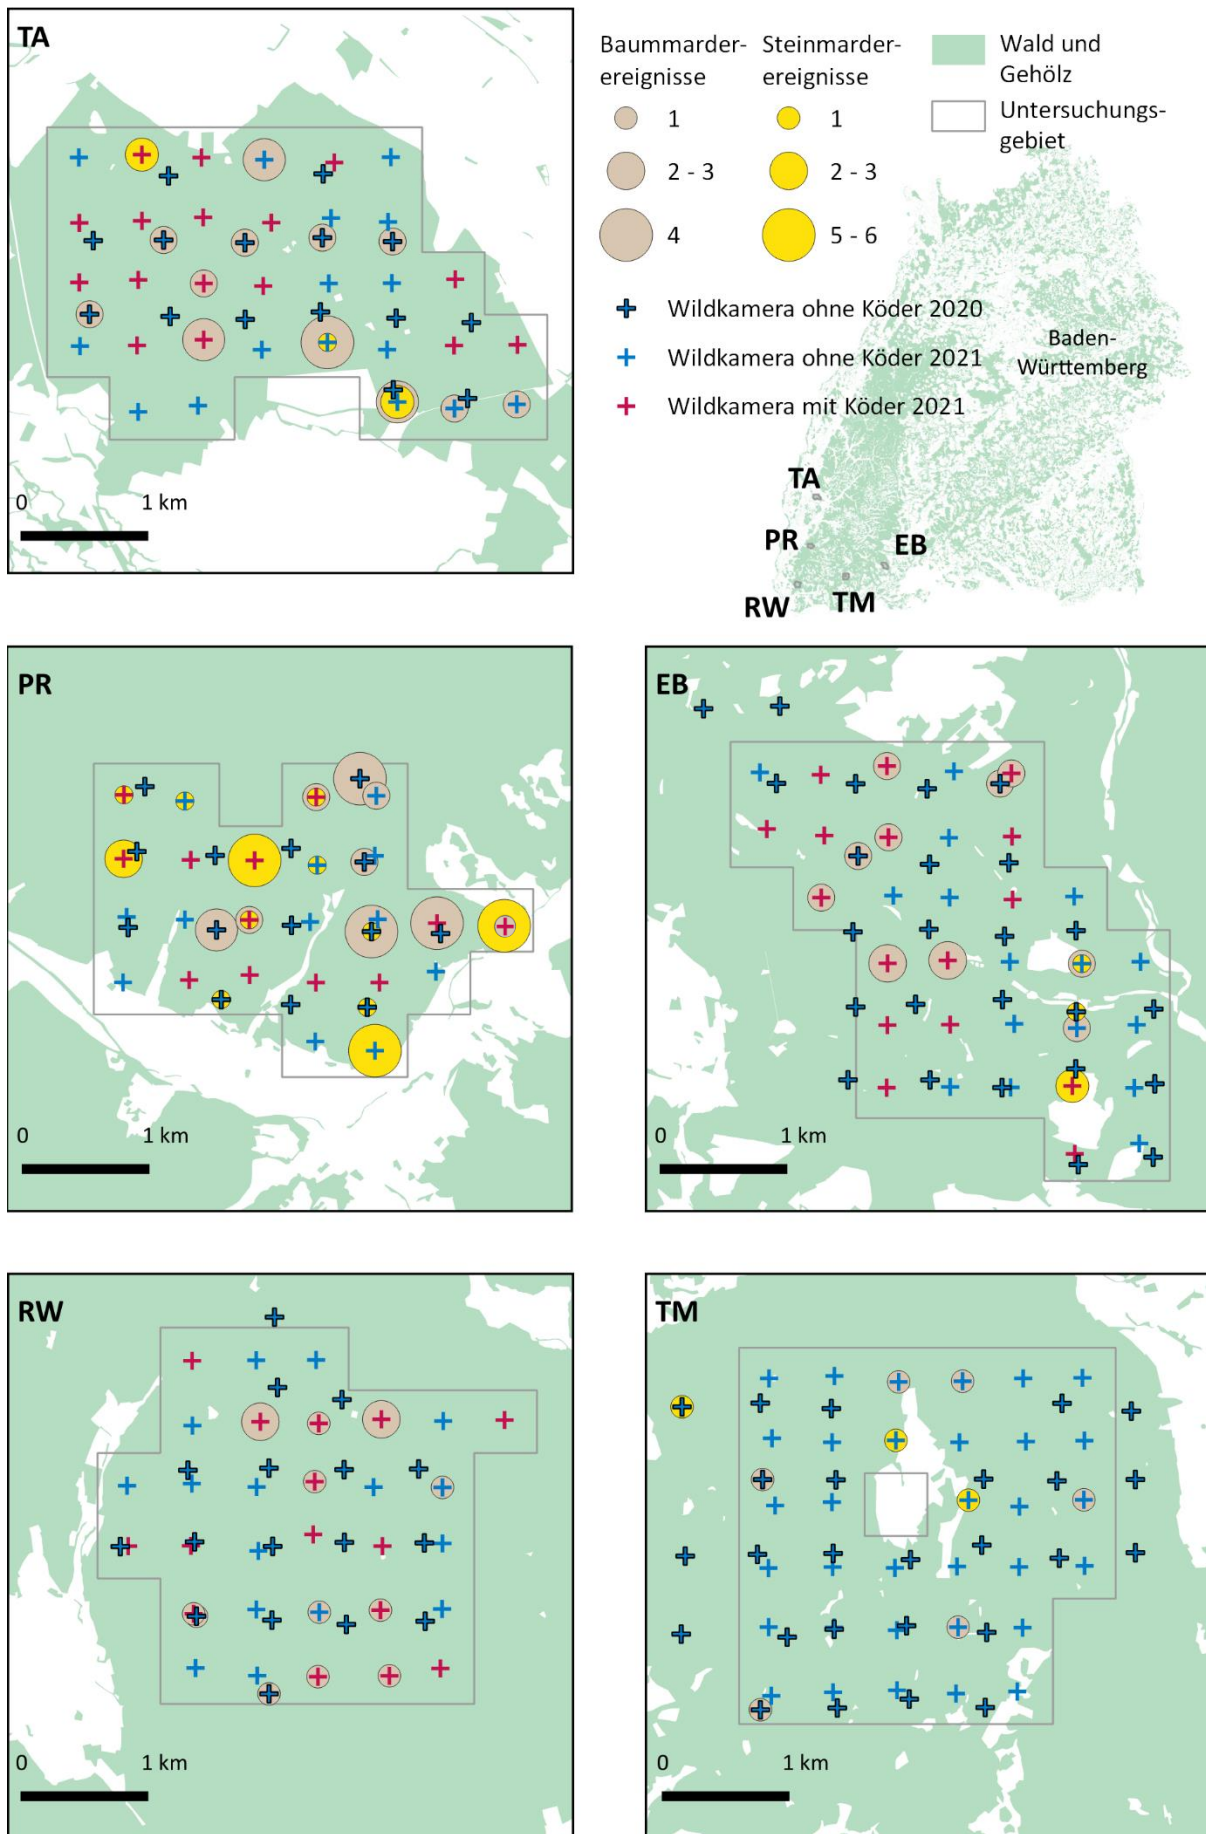 TA
0 1 km
Baummarder-
ereignisse
1
2 - 3
4
Steinmarder-
ereignisse
1
2 - 3
5 - 6
Wald und
Gehölz
Untersuchungs-
gebiet
Wildkamera ohne Köder 2020
Wildkamera ohne Köder 2021
Wildkamera mit Köder 2021
Baden-
Württemberg
TA
PR
EB
RW
TM
PR
0 1 km
EB
0 1 km
RW
0 1 km
TM
0 1 km